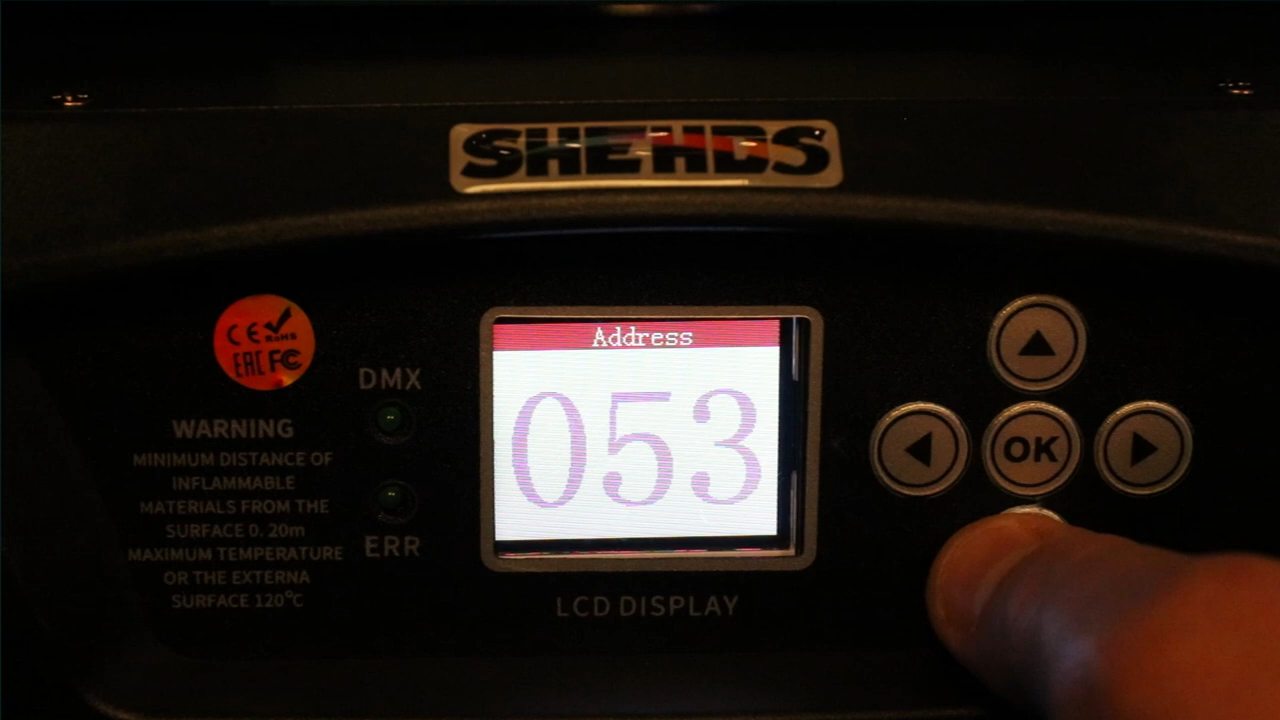 SHEHDS
CE RoHS
EAC FC
DMX
WARNING
MINIMUM DISTANCE OF
INFLAMMABLE
MATERIALS FROM THE
SURFACE 0. 20m
MAXIMUM TEMPERATURE
OR THE EXTERNA
SURFACE 120°C
ERR
Address
053
LCD DISPLAY
OK